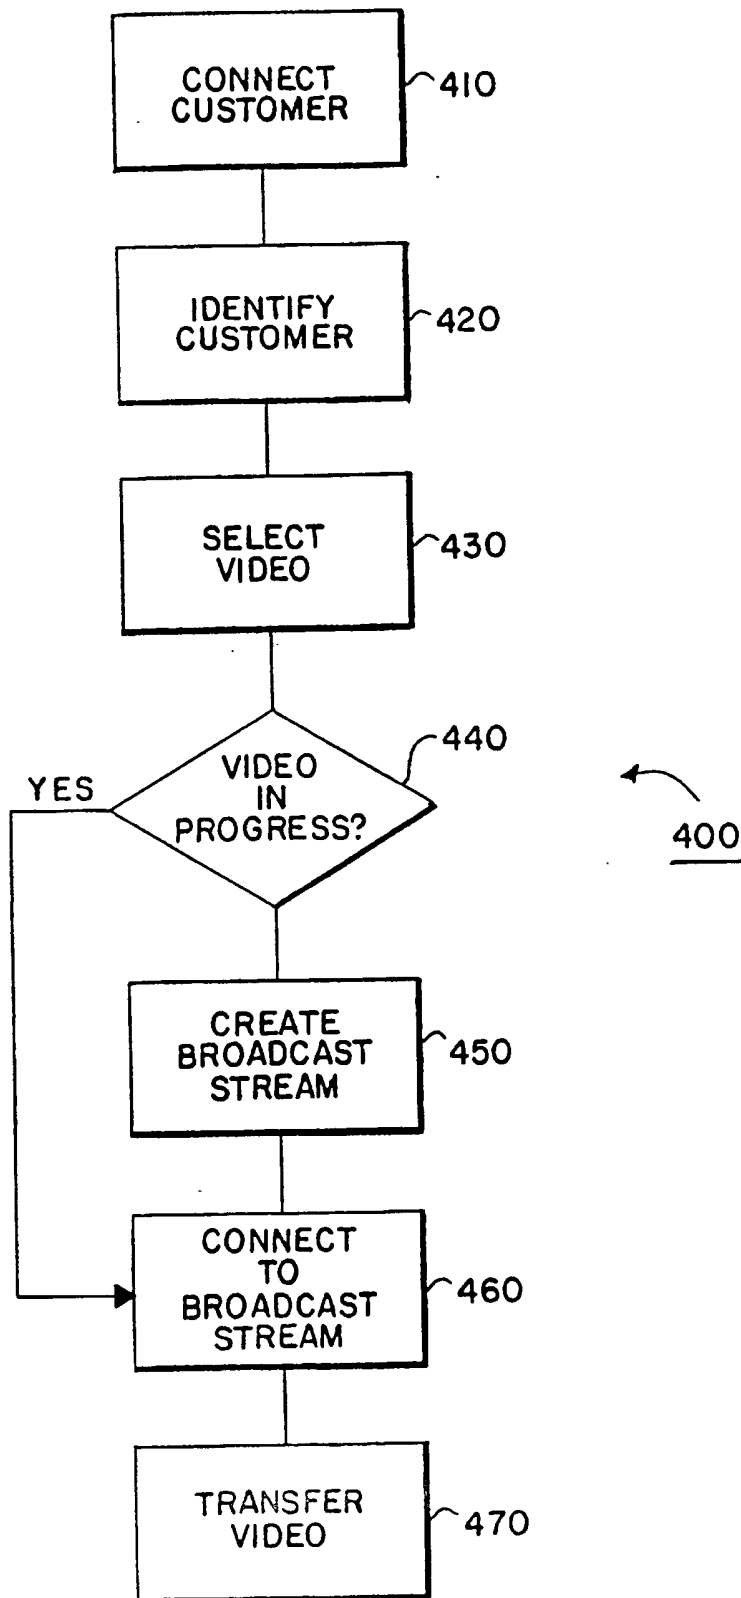 CONNECT
CUSTOMER
410
IDENTIFY
CUSTOMER
420
SELECT
VIDEO
430
VIDEO
IN
PROGRESS?
440
YES
400
CREATE
BROADCAST
STREAM
450
CONNECT
TO
BROADCAST
STREAM
460
TRANSFER
VIDEO
470